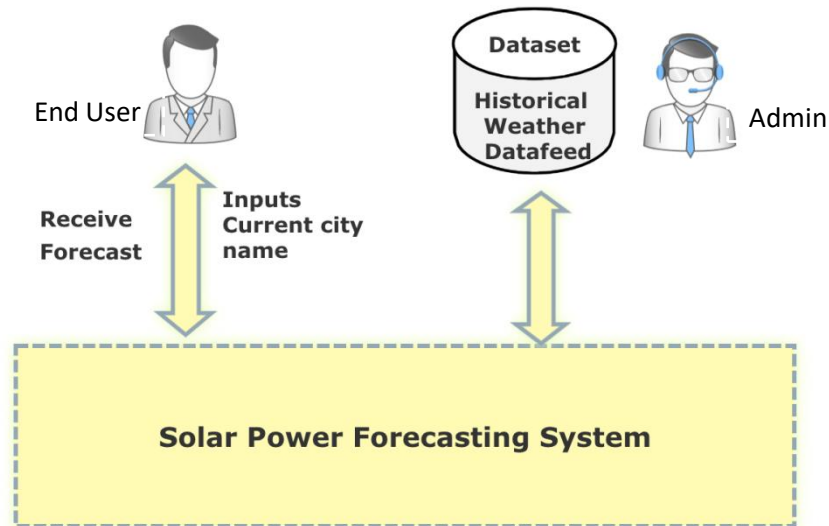 End User
Receive
Forecast
Inputs
Current city
name
Dataset
Historical
Weather
Datafeed
Admin
Solar Power Forecasting System